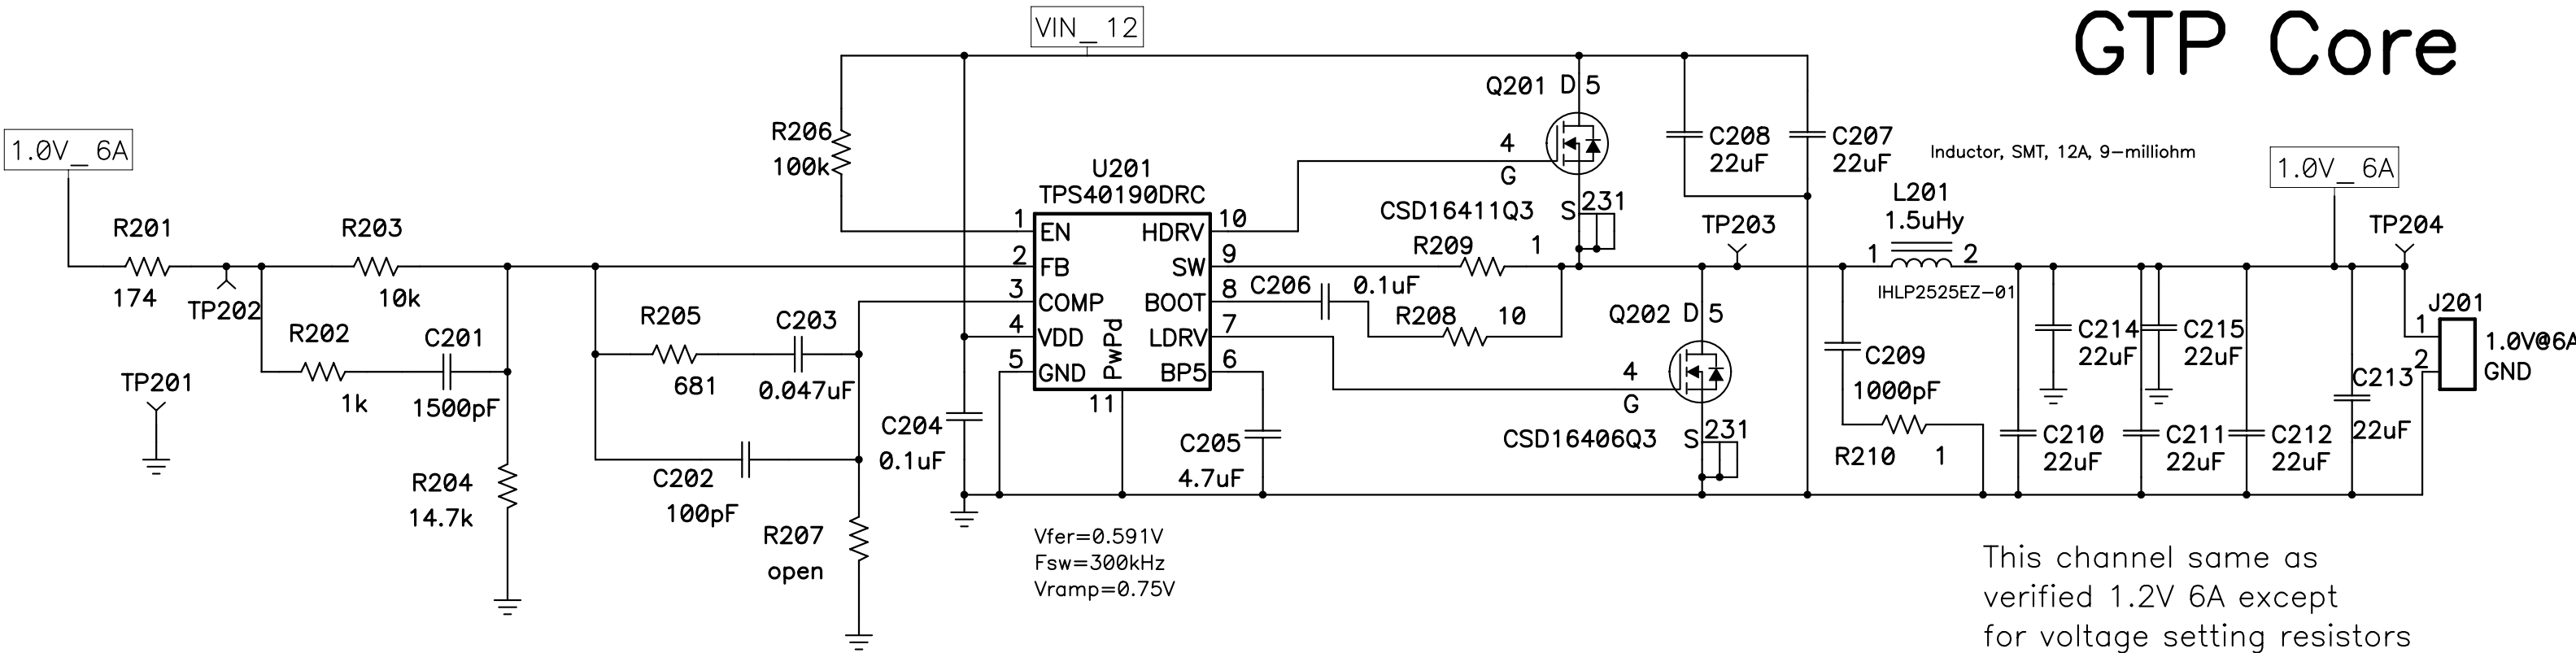 GTP Core
VIN_12
1.0V_6A
R201
174
TP202
TP201
R203
10k
R202
1k
C201
1500pF
R204
14.7k
R205
681
C203
0.047uF
C202
100pF
R207
open
R206
100k
C204
0.1uF
U201
TPS40190DRC
1
EN
2
FB
3
COMP
4
VDD
5
GND
PwPd
11
HDRV
10
SW
9
BOOT
8
LDRV
7
BP5
6
C205
4.7uF
Vfer=0.591V
Fsw=300kHz
Vramp=0.75V
Q201 D 5
4
G
CSD16411Q3 S 231
R209
1
C206
0.1uF
R208
10
Q202 D 5
4
G
CSD16406Q3 S 231
C208
22uF
C207
22uF
TP203
Inductor, SMT, 12A, 9-milliohm
L201
1.5uHy
1
2
IHLP2525EZ-01
C209
1000pF
R210
1
C214
22uF
C215
22uF
C210
22uF
C211
22uF
C212
22uF
C213
22uF
1.0V_6A
TP204
J201
1
2
1.0V@6A
GND
This channel same as
verified 1.2V 6A except
for voltage setting resistors